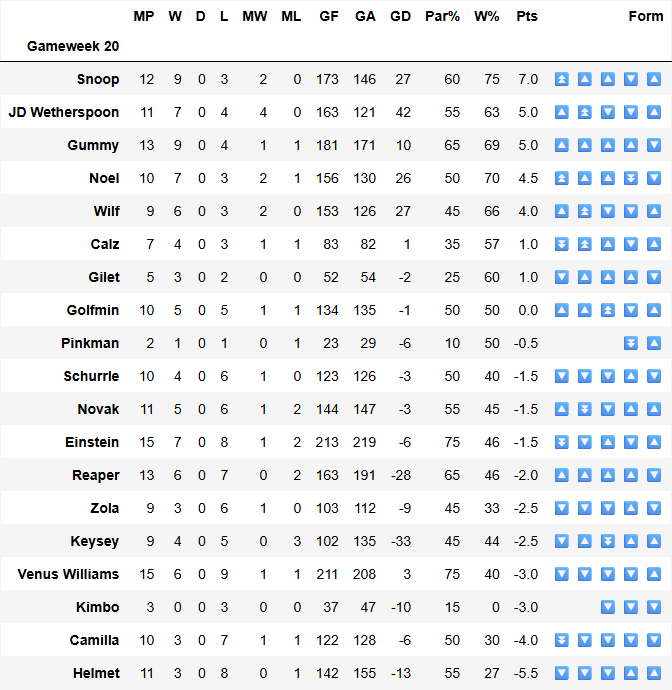 MP W D L MW ML GF GA GD Par% W% Pts Form
Gameweek 20
Snoop 12 9 0 3 2 0 173 146 27 60 75 7.0 ⏫ 🔼 🔼 🔽 🔼
JD Wetherspoon 11 7 0 4 4 0 163 121 42 55 63 5.0 🔼 ⏫ 🔽 🔽 🔼
Gummy 13 9 0 4 1 1 181 171 10 65 69 5.0 🔼 🔼 🔼 🔼 🔽
Noel 10 7 0 3 2 1 156 130 26 50 70 4.5 ⏫ 🔼 🔼 ⏬ 🔽
Wilf 9 6 0 3 2 0 153 126 27 45 66 4.0 🔼 ⏫ 🔽 🔽 🔼
Calz 7 4 0 3 1 1 83 82 1 35 57 1.0 ⏬ ⏫ 🔼 🔽 🔼
Gilet 5 3 0 2 0 0 52 54 -2 25 60 1.0 🔽 🔼 🔼 🔼 🔽
Golfmin 10 5 0 5 1 1 134 135 -1 50 50 0.0 🔼 🔼 ⏫ 🔽 🔼
Pinkman 2 1 0 1 0 1 23 29 -6 10 50 -0.5 ⏬ 🔼
Schurrle 10 4 0 6 1 0 123 126 -3 50 40 -1.5 🔽 🔽 🔽 🔼 🔽
Novak 11 5 0 6 1 2 144 147 -3 55 45 -1.5 🔼 ⏬ 🔽 🔼 🔼
Einstein 15 7 0 8 1 2 213 219 -6 75 46 -1.5 ⏬ 🔽 🔼 🔽 🔼
Reaper 13 6 0 7 0 2 163 191 -28 65 46 -2.0 🔼 🔼 🔼 🔼 🔽
Zola 9 3 0 6 1 0 103 112 -9 45 33 -2.5 🔽 🔽 🔽 🔼 🔽
Keysey 9 4 0 5 0 3 102 135 -33 45 44 -2.5 🔽 🔼 ⏬ 🔼 🔼
Venus Williams 15 6 0 9 1 1 211 208 3 75 40 -3.0 🔽 🔽 🔽 🔽 🔼
Kimbo 3 0 0 3 0 0 37 47 -10 15 0 -3.0 🔽 🔽 🔽
Camilla 10 3 0 7 1 1 122 128 -6 50 30 -4.0 ⏬ 🔽 🔽 🔽 🔽
Helmet 11 3 0 8 0 1 142 155 -13 55 27 -5.5 🔽 🔽 🔽 🔼 🔼